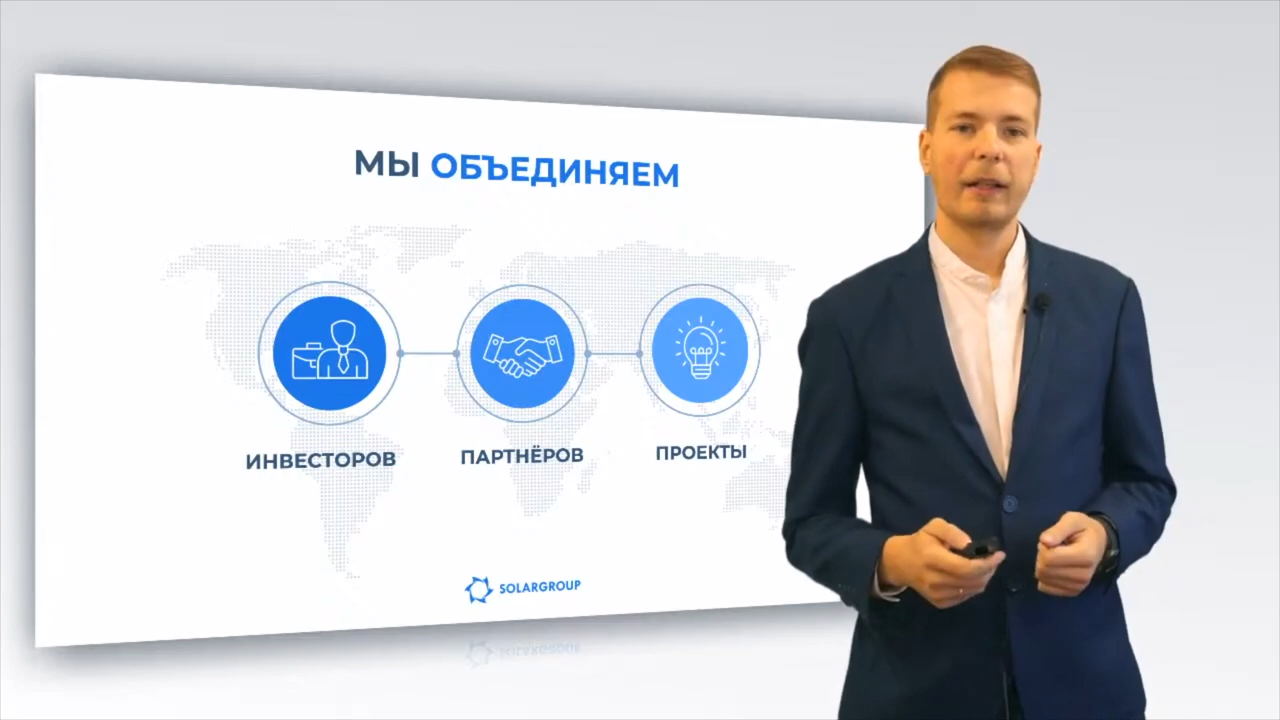 МЫ ОБЪЕДИНЯЕМ
ИНВЕСТОРОВ
ПАРТНЁРОВ
ПРОЕКТЫ
SOLARGROUP